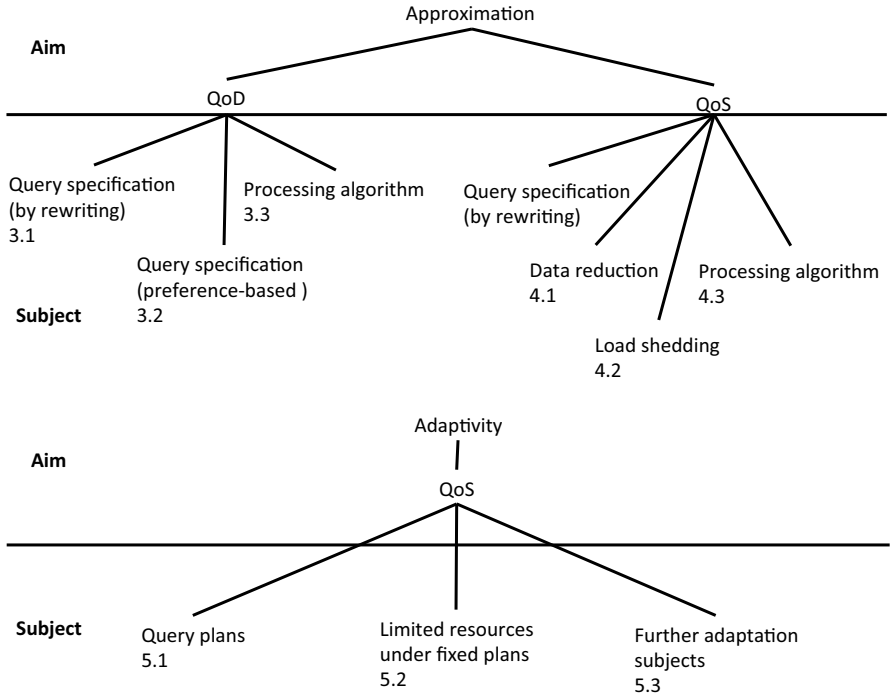 Approximation
Aim
QoD
QoS
Query specification
(by rewriting)
3.1
Processing algorithm
3.3
Query specification
(preference-based )
3.2
Query specification
(by rewriting)
Data reduction
4.1
Processing algorithm
4.3
Subject
Load shedding
4.2
Adaptivity
Aim
QoS
Subject
Query plans
5.1
Limited resources
under fixed plans
5.2
Further adaptation
subjects
5.3